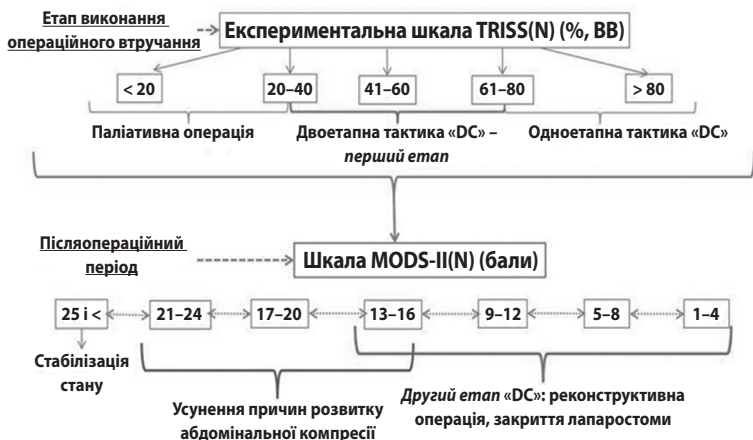 Етап виконання
операційного втручання
Експериментальна шкала TRISS(N) (%, ВВ)
< 20 20–40 41–60 61–80 > 80
Паліативна операція
Двоетапна тактика «DC» –
перший етап
Одноетапна тактика «DC»
Післяопераційний
період
Шкала MODS-II(N) (бали)
25 і < 21–24 17–20 13–16 9–12 5–8 1–4
Стабілізація
стану
Усунення причин розвитку
абдомінальної компресії
Другий етап «DC»: реконструктивна
операція, закриття лапаростоми